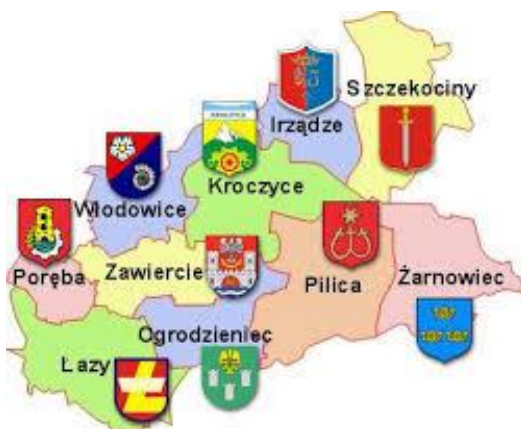 Szczekociny
Irządze
Kroczyce
Włodowice
Poręba
Zawiercie
Pilica
Żarnowiec
Ogrodzieniec
Łazy